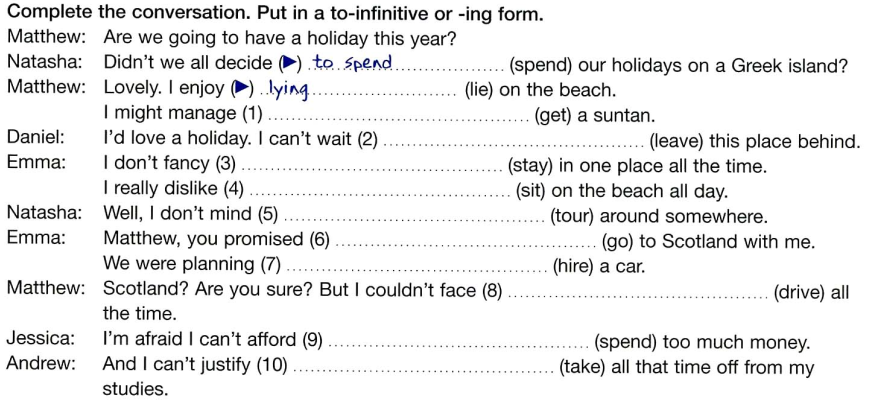 Complete the conversation. Put in a to-infinitive or -ing form.
Matthew: Are we going to have a holiday this year?
Natasha: Didn't we all decide (▶) ..to spend.................... (spend) our holidays on a Greek island?
Matthew: Lovely. I enjoy (▶) ..lying.......................... (lie) on the beach.
I might manage (1) ............................................. (get) a suntan.
Daniel: I'd love a holiday. I can't wait (2) ............................................. (leave) this place behind.
Emma: I don't fancy (3) ............................................. (stay) in one place all the time.
I really dislike (4) ............................................. (sit) on the beach all day.
Natasha: Well, I don't mind (5) ............................................. (tour) around somewhere.
Emma: Matthew, you promised (6) ............................................. (go) to Scotland with me.
We were planning (7) ............................................. (hire) a car.
Matthew: Scotland? Are you sure? But I couldn't face (8) ............................................. (drive) all
the time.
Jessica: I'm afraid I can't afford (9) ............................................. (spend) too much money.
Andrew: And I can't justify (10) ............................................. (take) all that time off from my
studies.